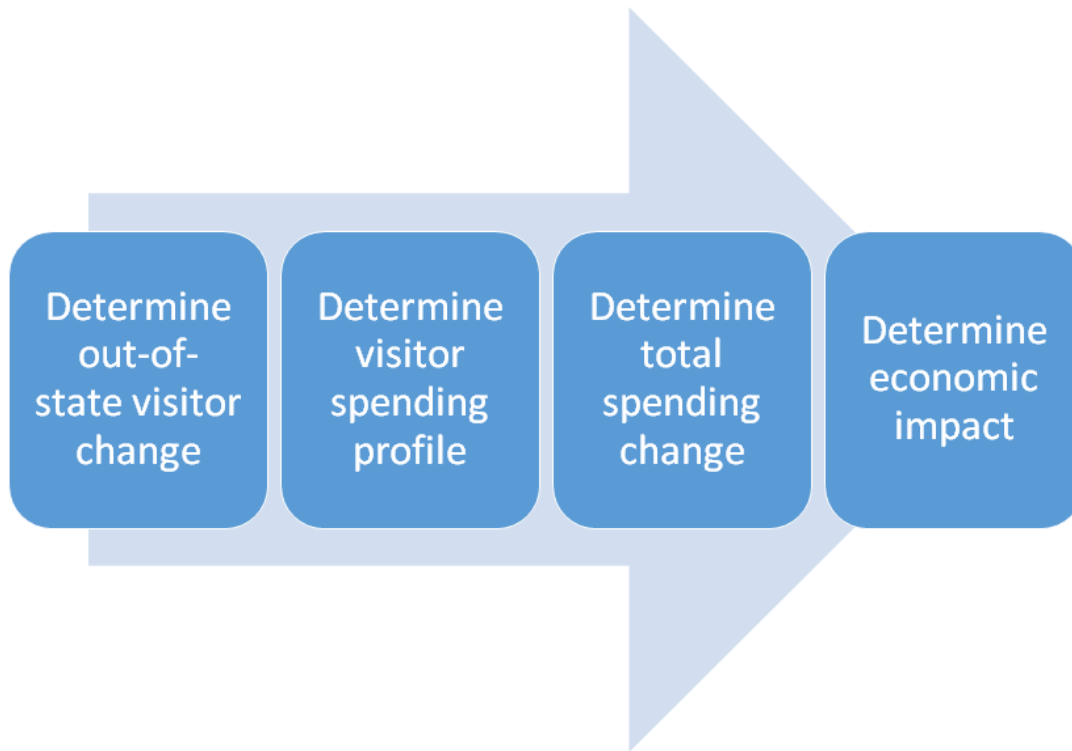 Determine
out-of-
state visitor
change
Determine
visitor
spending
profile
Determine
total
spending
change
Determine
economic
impact